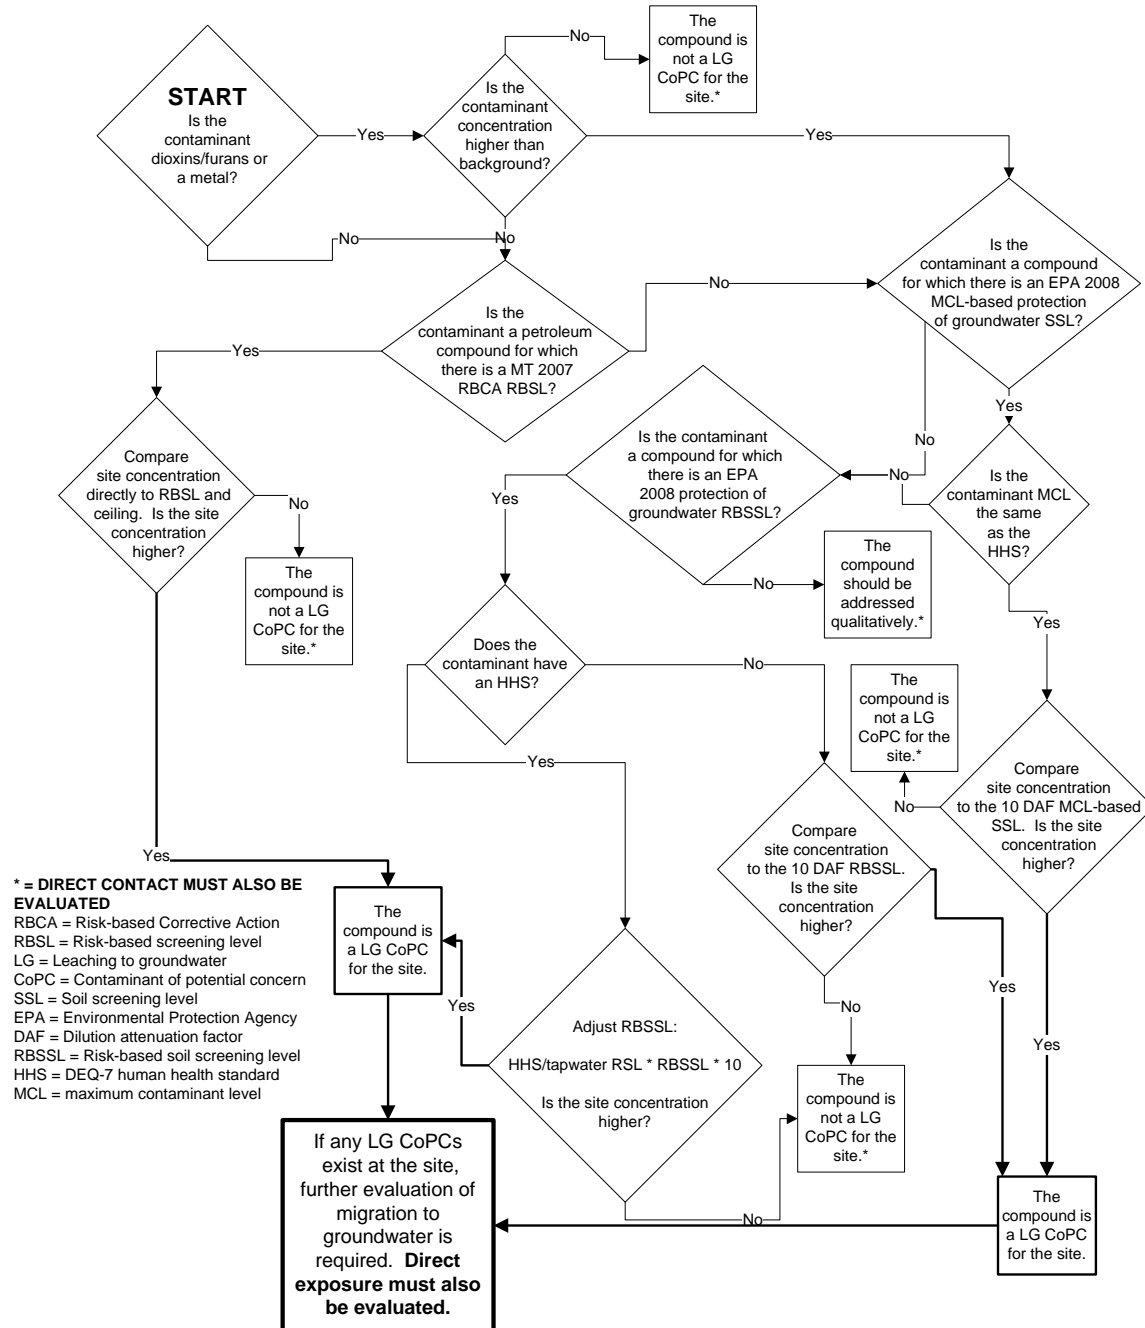 START
Is the
contaminant
dioxins/furans or
a metal?
Yes
No
Is the
contaminant
concentration
higher than
background?
No
The
compound is
not a LG
CoPC for the
site.*
Yes
No
Is the
contaminant a petroleum
compound for which
there is a MT 2007
RBCA RBSL?
Yes
No
Is the
contaminant a compound
for which there is an EPA 2008
MCL-based protection
of groundwater SSL?
No
Yes
Compare
site concentration
directly to RBSL and
ceiling. Is the site
concentration
higher?
No
The
compound is
not a LG
CoPC for the
site.*
Yes
Is the contaminant
a compound for which
there is an EPA
2008 protection of
groundwater RBSSL?
Yes
No
The
compound
should be
addressed
qualitatively.*
Is the
contaminant MCL
the same
as the
HHS?
No
Yes
Does the
contaminant have
an HHS?
No
Yes
The
compound is
not a LG
CoPC for the
site.*
No
Compare
site concentration
to the 10 DAF MCL-based
SSL. Is the site
concentration
higher?
Yes
Compare
site concentration
to the 10 DAF RBSSL.
Is the site
concentration
higher?
Yes
No
* = DIRECT CONTACT MUST ALSO BE
EVALUATED
RBCA = Risk-based Corrective Action
RBSL = Risk-based screening level
LG = Leaching to groundwater
CoPC = Contaminant of potential concern
SSL = Soil screening level
EPA = Environmental Protection Agency
DAF = Dilution attenuation factor
RBSSL = Risk-based soil screening level
HHS = DEQ-7 human health standard
MCL = maximum contaminant level
The
compound is
a LG CoPC
for the site.
Yes
Adjust RBSSL:
HHS/tapwater RSL * RBSSL * 10
Is the site concentration
higher?
No
The
compound is
not a LG
CoPC for the
site.*
The
compound is
a LG CoPC
for the site.
If any LG CoPCs
exist at the site,
further evaluation of
migration to
groundwater is
required. Direct
exposure must also
be evaluated.